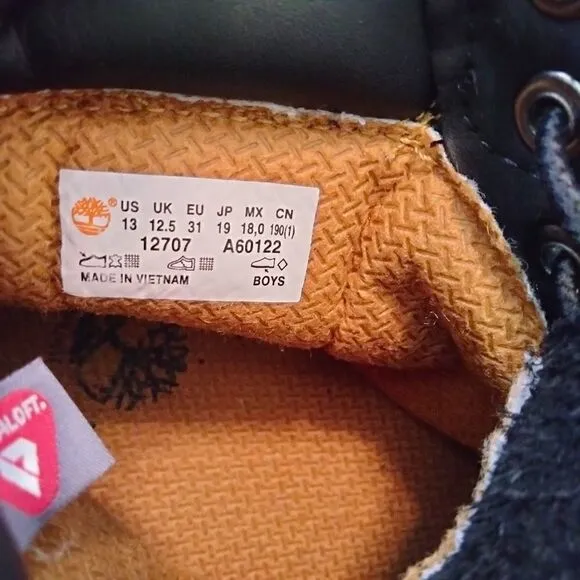 ® US UK EU JP MX CN
13 12.5 31 19 18,0 190(1)
12707 A60122
MADE IN VIETNAM BOYS
ALOFT.